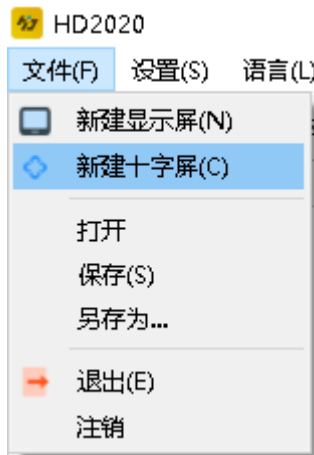 HD2020
文件(F) 设置(S) 语言(L)
新建显示屏(N)
新建十字屏(C)
打开
保存(S)
另存为...
退出(E)
注销